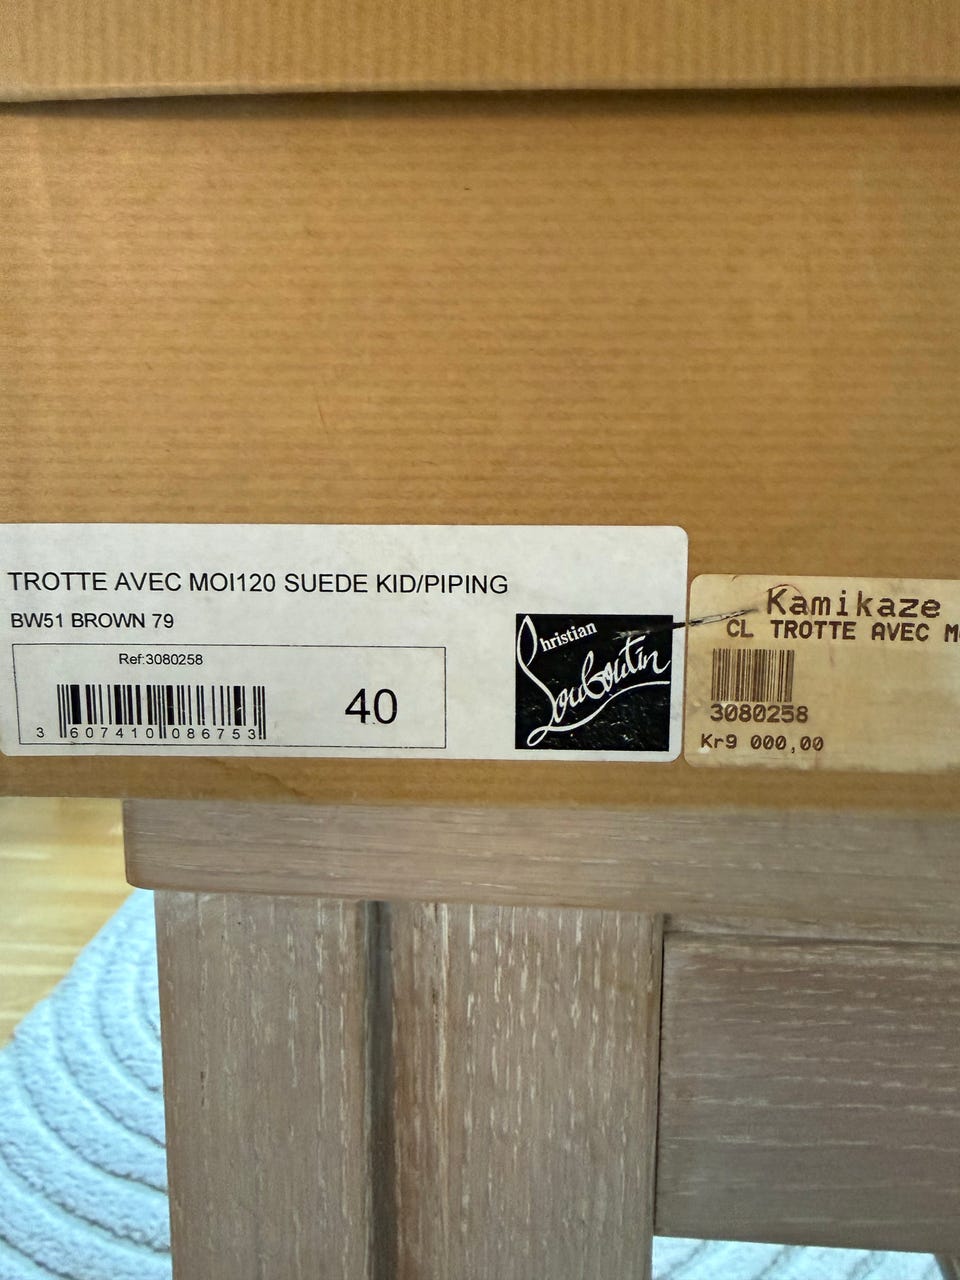 TROTTE AVEC MOI120 SUEDE KID/PIPING
BW51 BROWN 79
Ref:3080258
3 607410 086753
40
Christian
Louboutin
Kamikaze
CL TROTTE AVEC
3080258
Kr9 000,00